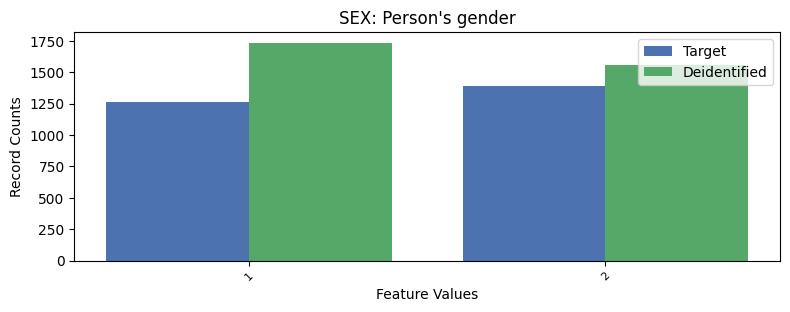 SEX: Person's gender
Target
Deidentified
Record Counts
1750
1500
1250
1000
750
500
250
0
1
2
Feature Values